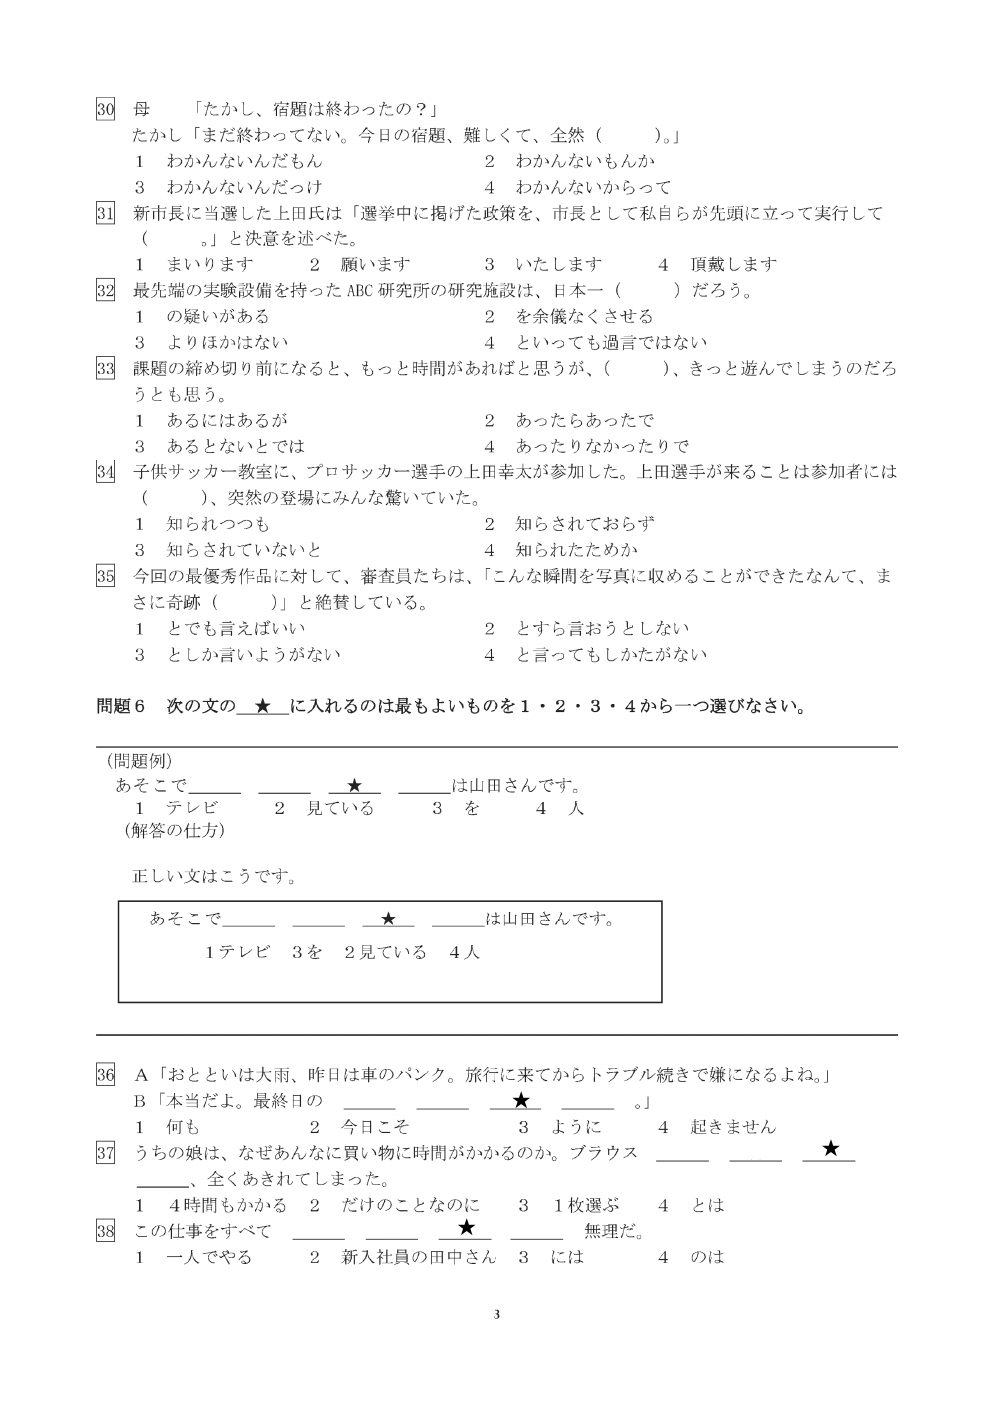 30 母　　「たかし、宿題は終わったの？」
たかし「まだ終わってない。今日の宿題、難しくて、全然（　　　）。」
1　わかんないんだもん　　　2　わかんないもんか
3　わかんないんだっけ　　　4　わかんないからって
31 新市長に当選した上田氏は「選挙中に掲げた政策を、市長として私自らが先頭に立って実行して
（　　　。」と決意を述べた。
1　まいります　　2　願います　　3　いたします　　4　頂戴します
32 最先端の実験設備を持った ABC 研究所の研究施設は、日本一（　　　）だろう。
1　の疑いがある　　　2　を余儀なくさせる
3　よりほかはない　　　4　といっても過言ではない
33 課題の締め切り前になると、もっと時間があればと思うが、（　　　）、きっと遊んでしまうのだろ
うとも思う。
1　あるにはあるが　　　2　あったらあったで
3　あるとないとでは　　　4　あったりなかったりで
34 子供サッカー教室に、プロサッカー選手の上田幸太が参加した。上田選手が来ることは参加者には
（　　　）、突然の登場にみんな驚いていた。
1　知られつつも　　　2　知らされておらず
3　知らされていないと　　　4　知られたためか
35 今回の最優秀作品に対して、審査員たちは、「こんな瞬間を写真に収めることができたなんて、ま
さに奇跡（　　　）」と絶賛している。
1　とでも言えばいい　　　2　とすら言おうとしない
3　としか言いようがない　　　4　と言ってもしかたがない
問題６　次の文の＿★＿に入れるのは最もよいものを１・２・３・４から一つ選びなさい。
（問題例）
あそこで＿＿＿　＿＿＿　＿★＿　＿＿＿は山田さんです。
1　テレビ　　2　見ている　　3　を　　4　人
（解答の仕方）
正しい文はこうです。
あそこで＿＿＿　＿＿＿　＿★＿　＿＿＿は山田さんです。
１テレビ　３を　２見ている　４人
36 A「おとといは大雨、昨日は車のパンク。旅行に来てからトラブル続きで嫌になるよね。」
B「本当だよ。最終日の　＿＿＿　＿＿＿　＿★＿　＿＿＿　。」
1　何も　　2　今日こそ　　3　ように　　4　起きません
37 うちの娘は、なぜあんなに買い物に時間がかかるのか。ブラウス　＿＿＿　＿＿＿　＿★＿
＿＿＿、全くあきれてしまった。
1　４時間もかかる　2　だけのことなのに　　3　１枚選ぶ　　4　とは
38 この仕事をすべて　＿＿＿　＿＿＿　＿★＿　＿＿＿　無理だ。
1　一人でやる　　2　新入社員の田中さん　3　には　　4　のは
3